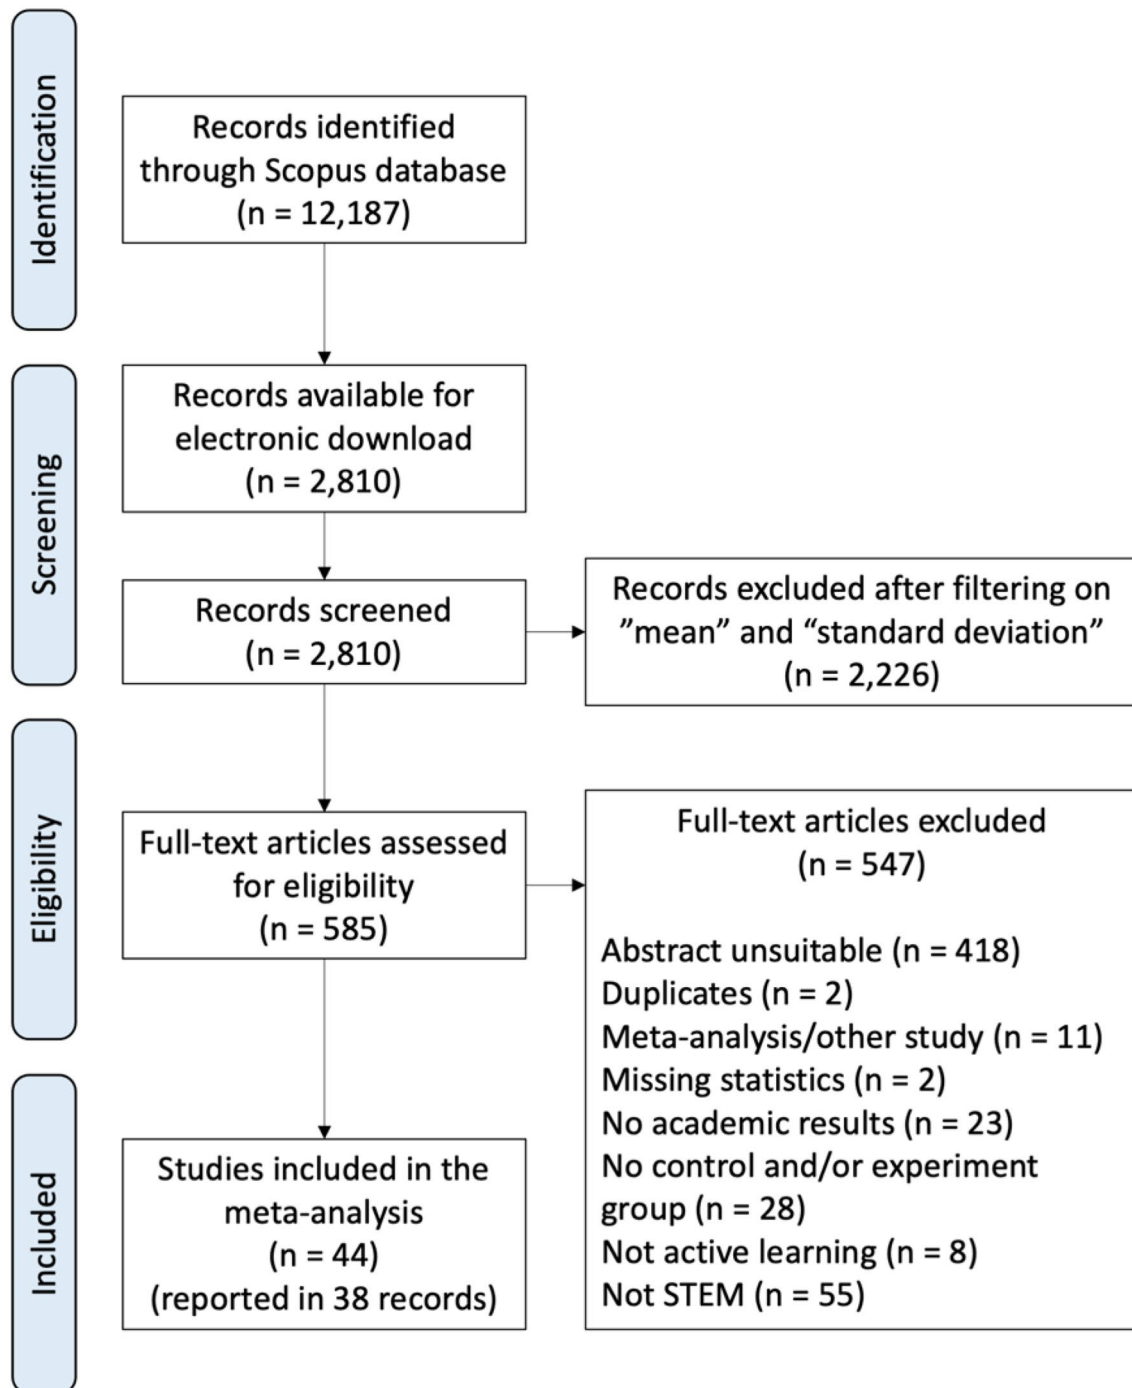 Identification
Records identified
through Scopus database
(n = 12,187)
Screening
Records available for
electronic download
(n = 2,810)
Records screened
(n = 2,810)
Records excluded after filtering on
”mean” and “standard deviation”
(n = 2,226)
Eligibility
Full-text articles assessed
for eligibility
(n = 585)
Full-text articles excluded
(n = 547)
Abstract unsuitable (n = 418)
Duplicates (n = 2)
Meta-analysis/other study (n = 11)
Missing statistics (n = 2)
No academic results (n = 23)
No control and/or experiment
group (n = 28)
Not active learning (n = 8)
Not STEM (n = 55)
Included
Studies included in the
meta-analysis
(n = 44)
(reported in 38 records)